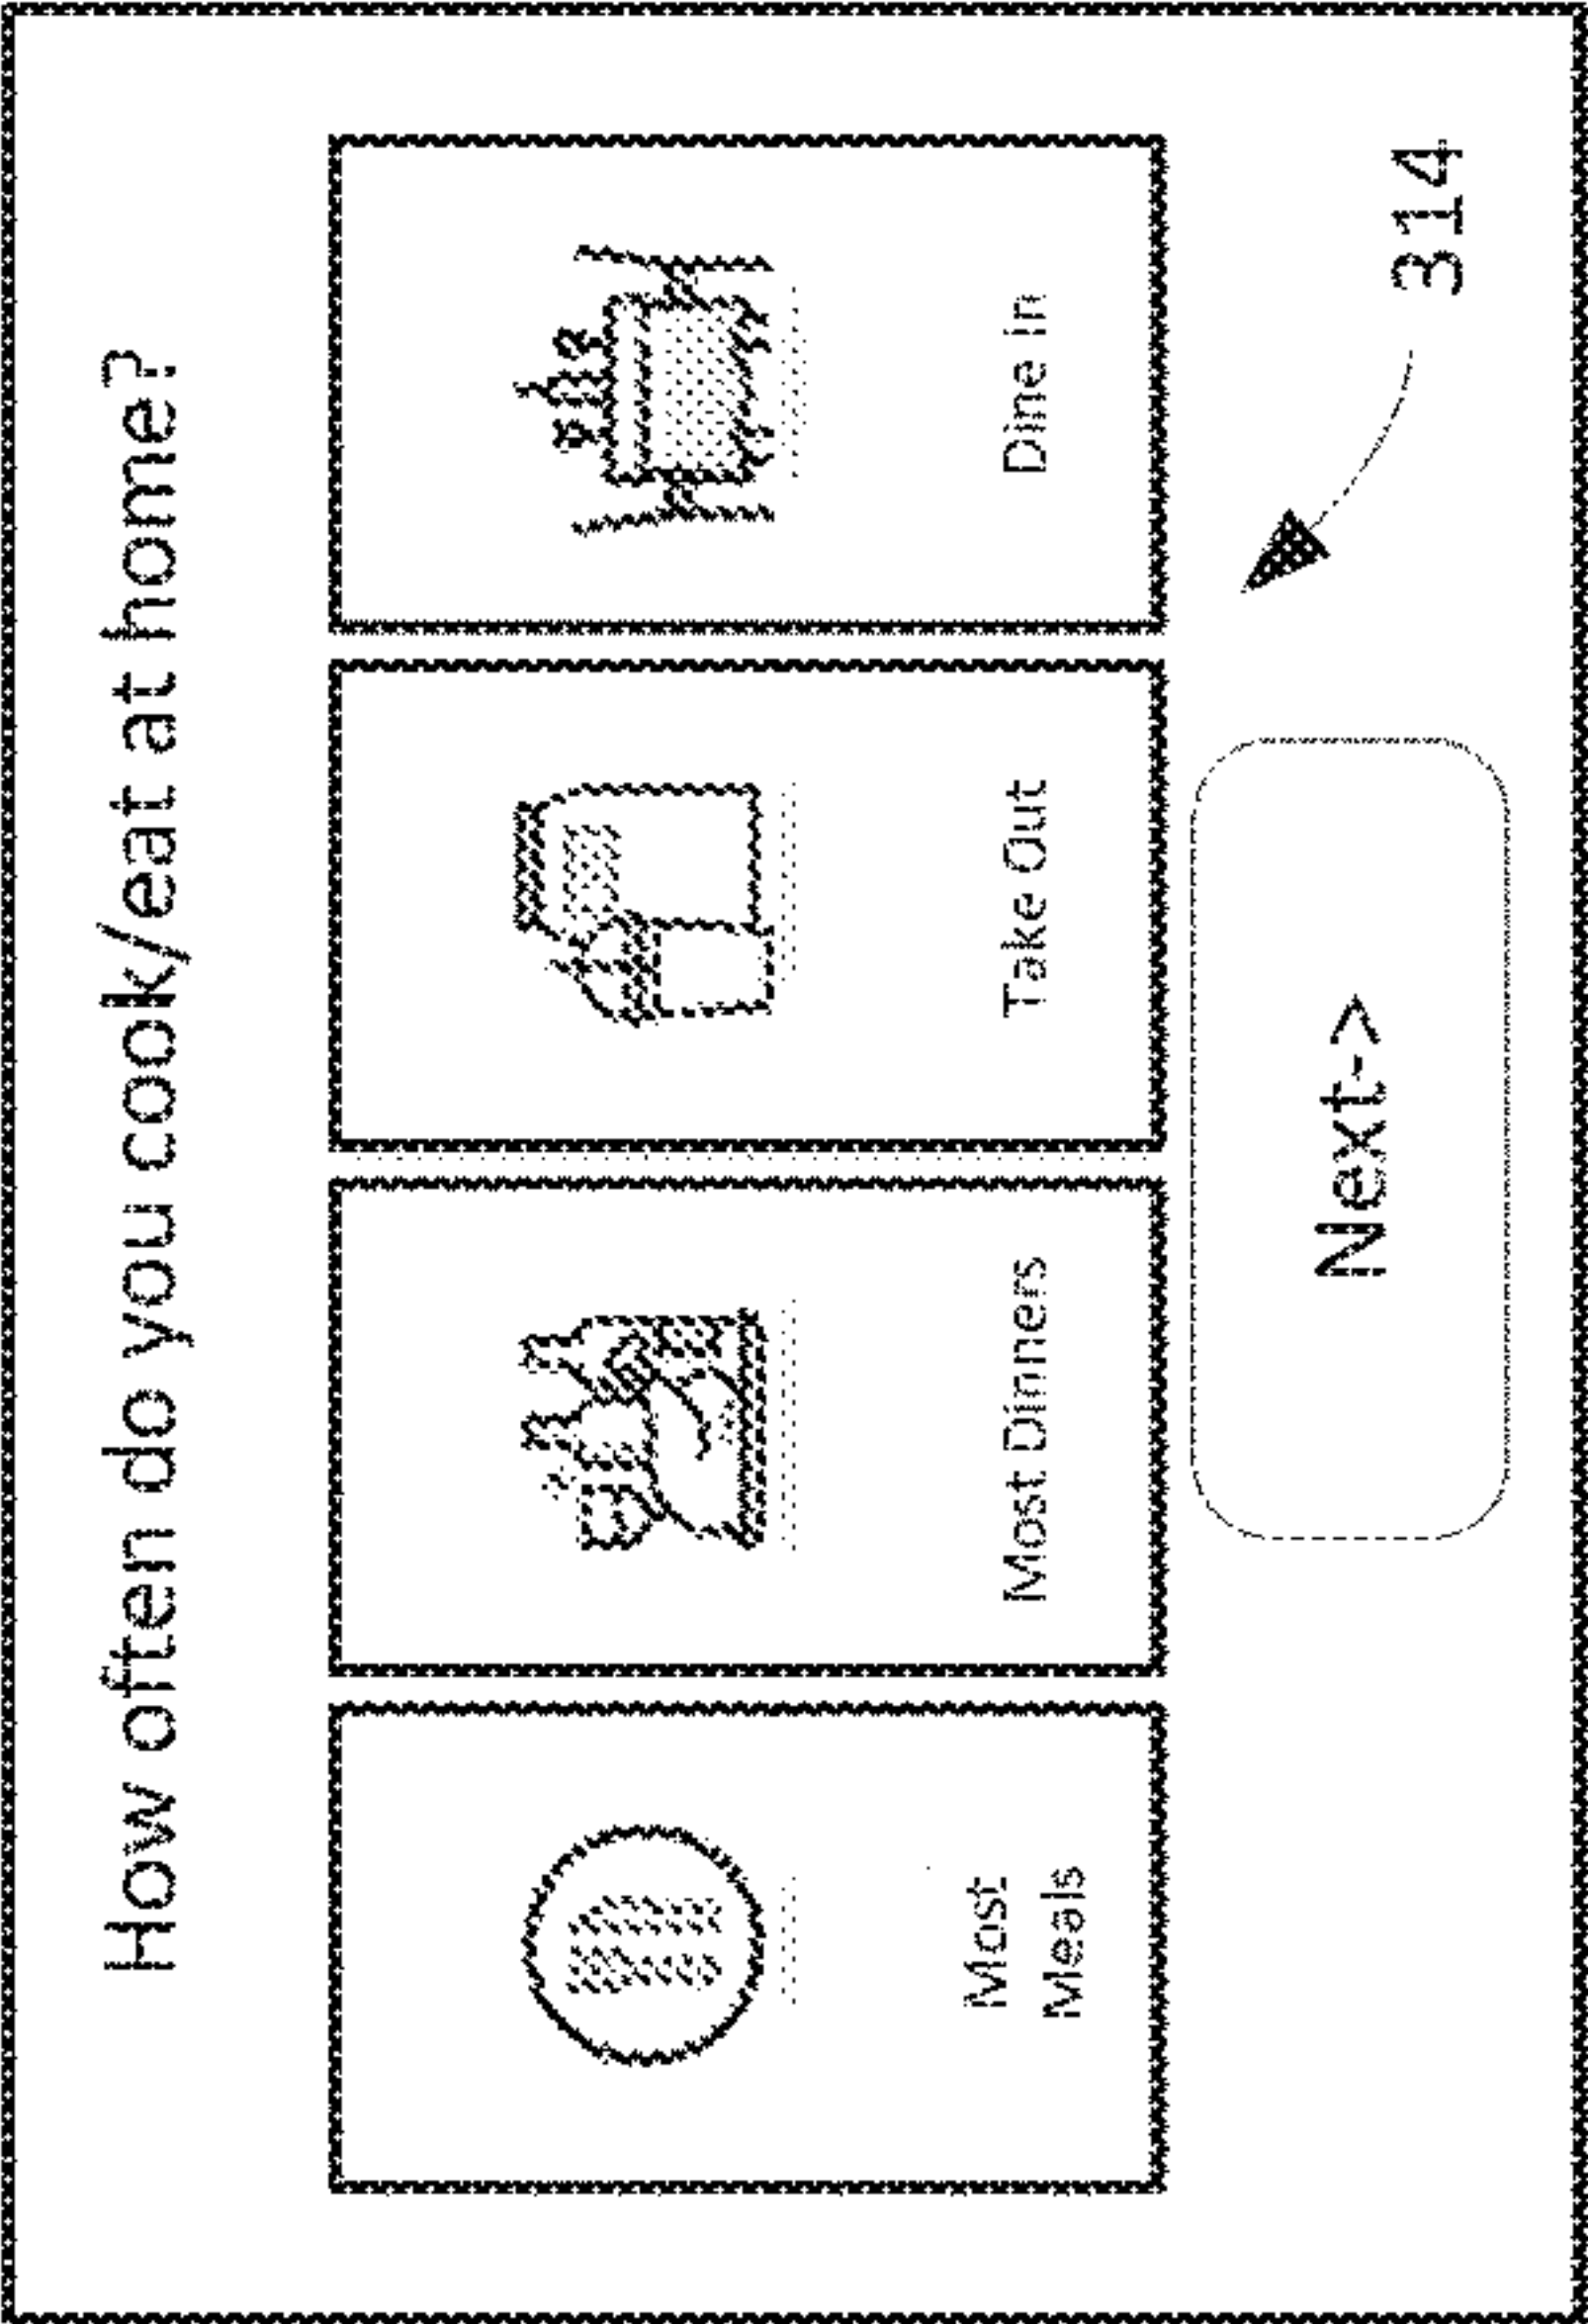 How often do you cook/eat at home?
Most
Meals
Most Dinners
Take Out
Dine In
Next->
314